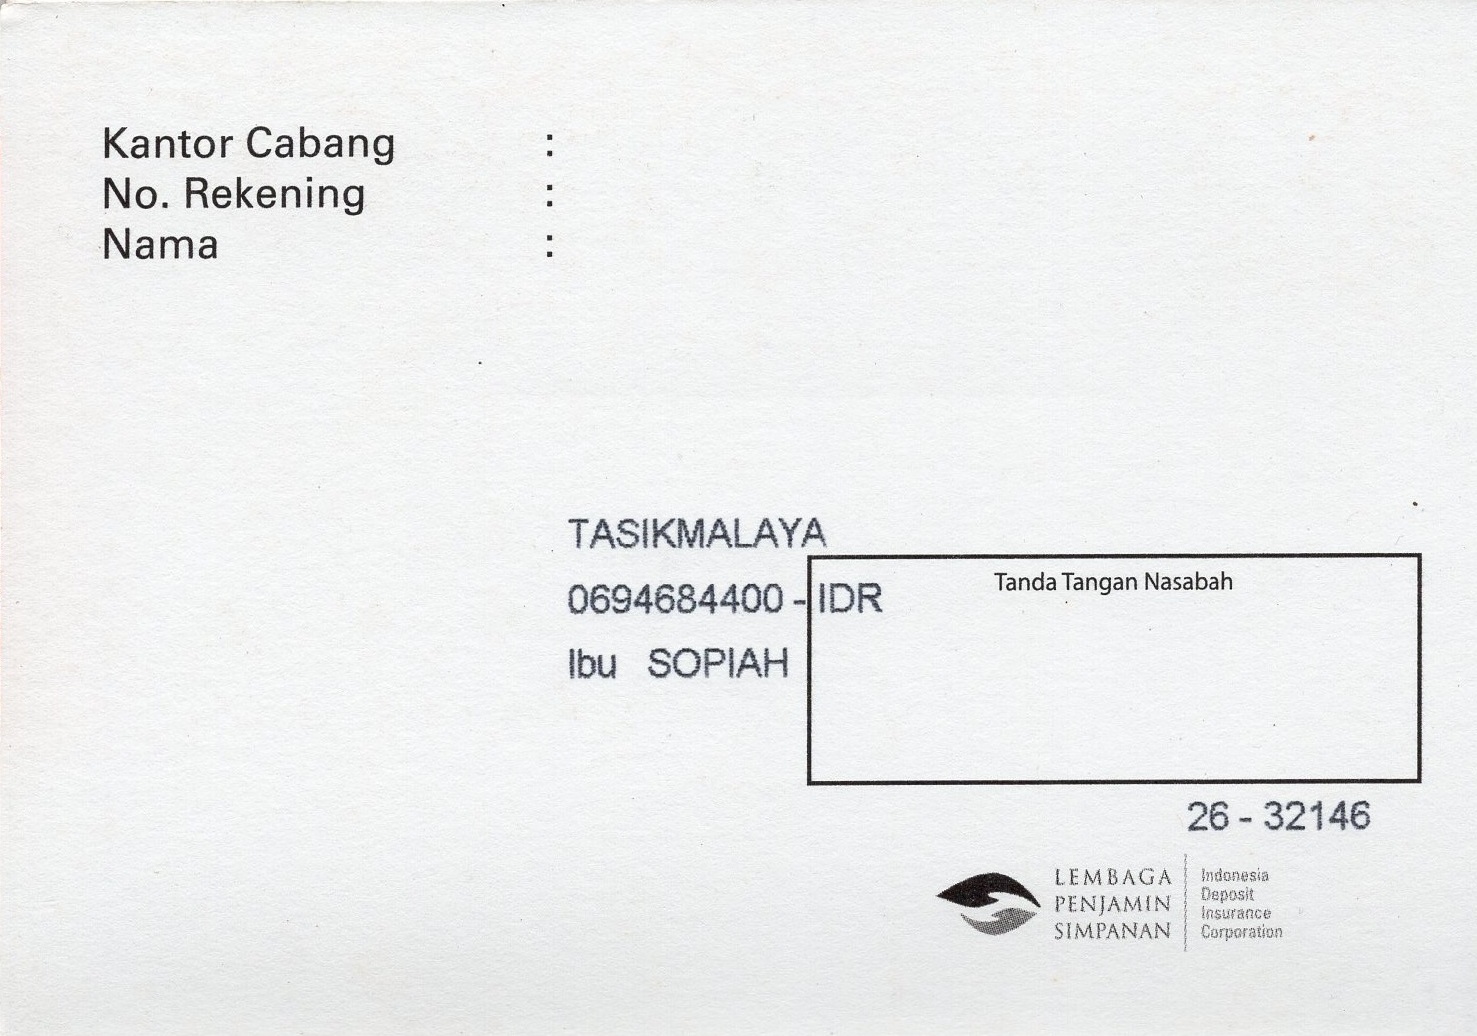 Kantor Cabang :
No. Rekening :
Nama :
TASIKMALAYA
0694684400 - IDR
Ibu SOPIAH
Tanda Tangan Nasabah
26 - 32146
LEMBAGA
PENJAMIN
SIMPANAN
Indonesia
Deposit
Insurance
Corporation